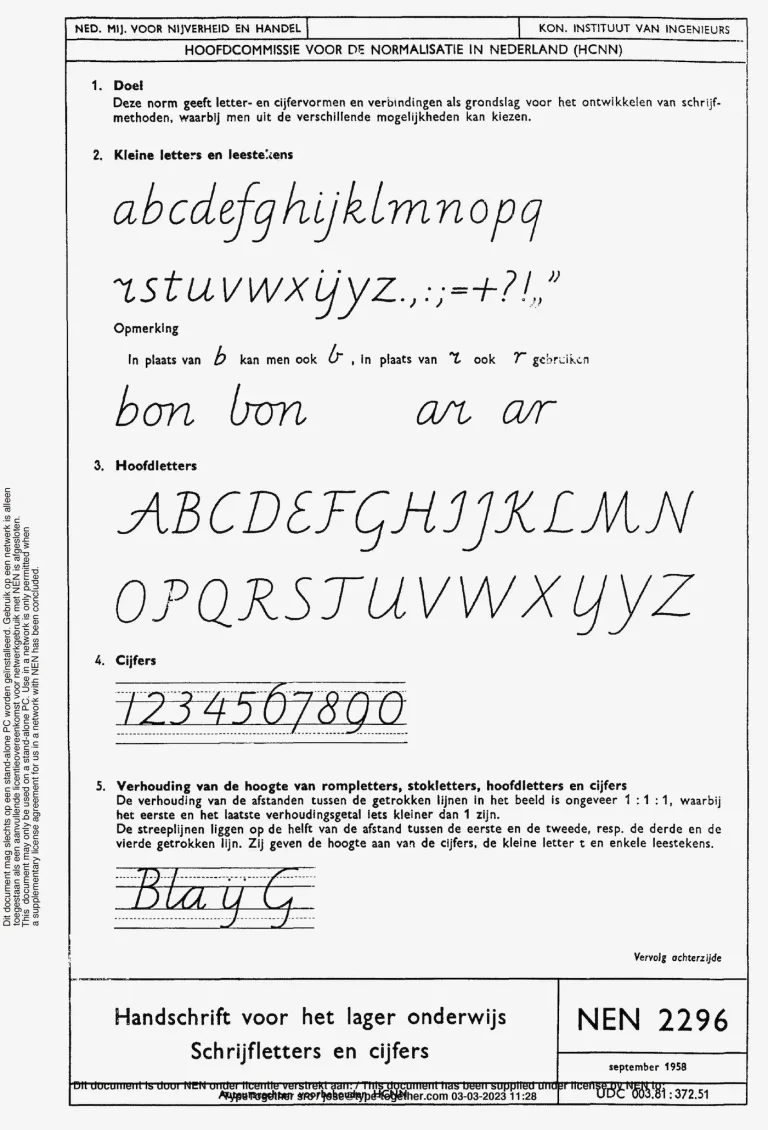 NED. MIJ. VOOR NIJVERHEID EN HANDEL
KON. INSTITUUT VAN INGENIEURS
HOOFDCOMMISSIE VOOR DE NORMALISATIE IN NEDERLAND (HCNN)
1. Doel
Deze norm geeft letter- en cijfervormen en verbindingen als grondslag voor het ontwikkelen van schrijf-
methoden, waarbij men uit de verschillende mogelijkheden kan kiezen.
2. Kleine letters en leestekens
abcdefghijklmnopq
rstuvwxijyz.,:;=+?!„”
Opmerking
In plaats van b kan men ook b, in plaats van r ook r gebruiken
bon bon ar ar
3. Hoofdletters
ABCDEFGHIJKLMN
OPQRSTUVWXYyZ
4. Cijfers
1234567890
5. Verhouding van de hoogte van rompletters, stokletters, hoofdletters en cijfers
De verhouding van de afstanden tussen de getrokken lijnen in het beeld is ongeveer 1 : 1 : 1, waarbij
het eerste en het laatste verhoudingsgetal iets kleiner dan 1 zijn.
De streeplijnen liggen op de helft van de afstand tussen de eerste en de tweede, resp. de derde en de
vierde getrokken lijn. Zij geven de hoogte aan van de cijfers, de kleine letter t en enkele leestekens.
Bla ij G
Vervolg achterzijde
Handschrift voor het lager onderwijs
Schrijfletters en cijfers
NEN 2296
september 1958
UDC 003.81:372.51
Dit document is door NEN onder licentie verstrekt aan: / This document has been supplied under license by NEN to:
Auteursrechten voorbehouden HCNN
TypeTogether sro / jose@type-together.com 03-03-2023 11:28
Dit document mag slechts op een stand-alone PC worden geinstalleerd. Gebruik op een netwerk is alleen
toegestaan als een aanvullende licentieovereenkomst voor netwerkgebruik met NEN is afgesloten.
This document may only be used on a stand-alone PC. Use in a network is only permitted when
a supplementary license agreement for us in a network with NEN has been concluded.